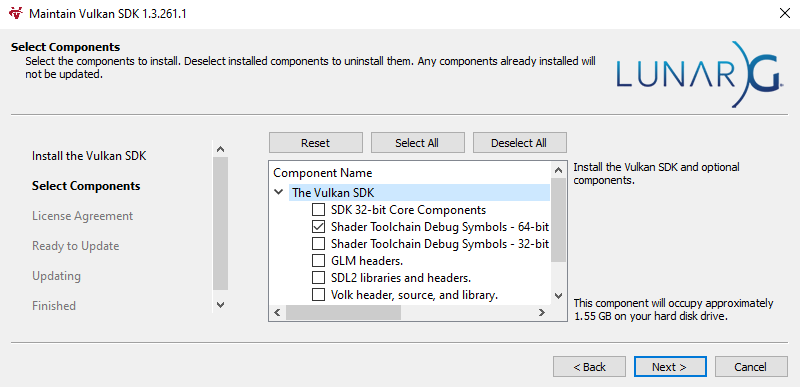 Maintain Vulkan SDK 1.3.261.1
Select Components
Select the components to install. Deselect installed components to uninstall them. Any components already installed will
not be updated.
LUNARG
Install the Vulkan SDK
Select Components
License Agreement
Ready to Update
Updating
Finished
Reset
Select All
Deselect All
Component Name
The Vulkan SDK
SDK 32-bit Core Components
Shader Toolchain Debug Symbols - 64-bit
Shader Toolchain Debug Symbols - 32-bit
GLM headers.
SDL2 libraries and headers.
Volk header, source, and library.
Install the Vulkan SDK and optional
components.
This component will occupy approximately
1.55 GB on your hard disk drive.
< Back
Next >
Cancel